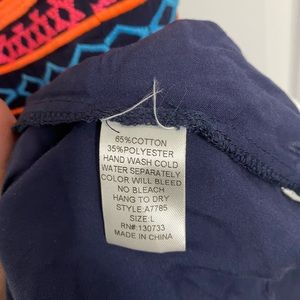 65%COTTON
35%POLYESTER
HAND WASH COLD
WATER SEPARATELY
COLOR WILL BLEED
NO BLEACH
HANG TO DRY
STYLE:A7785
SIZE:L
RN#:130733
MADE IN CHINA